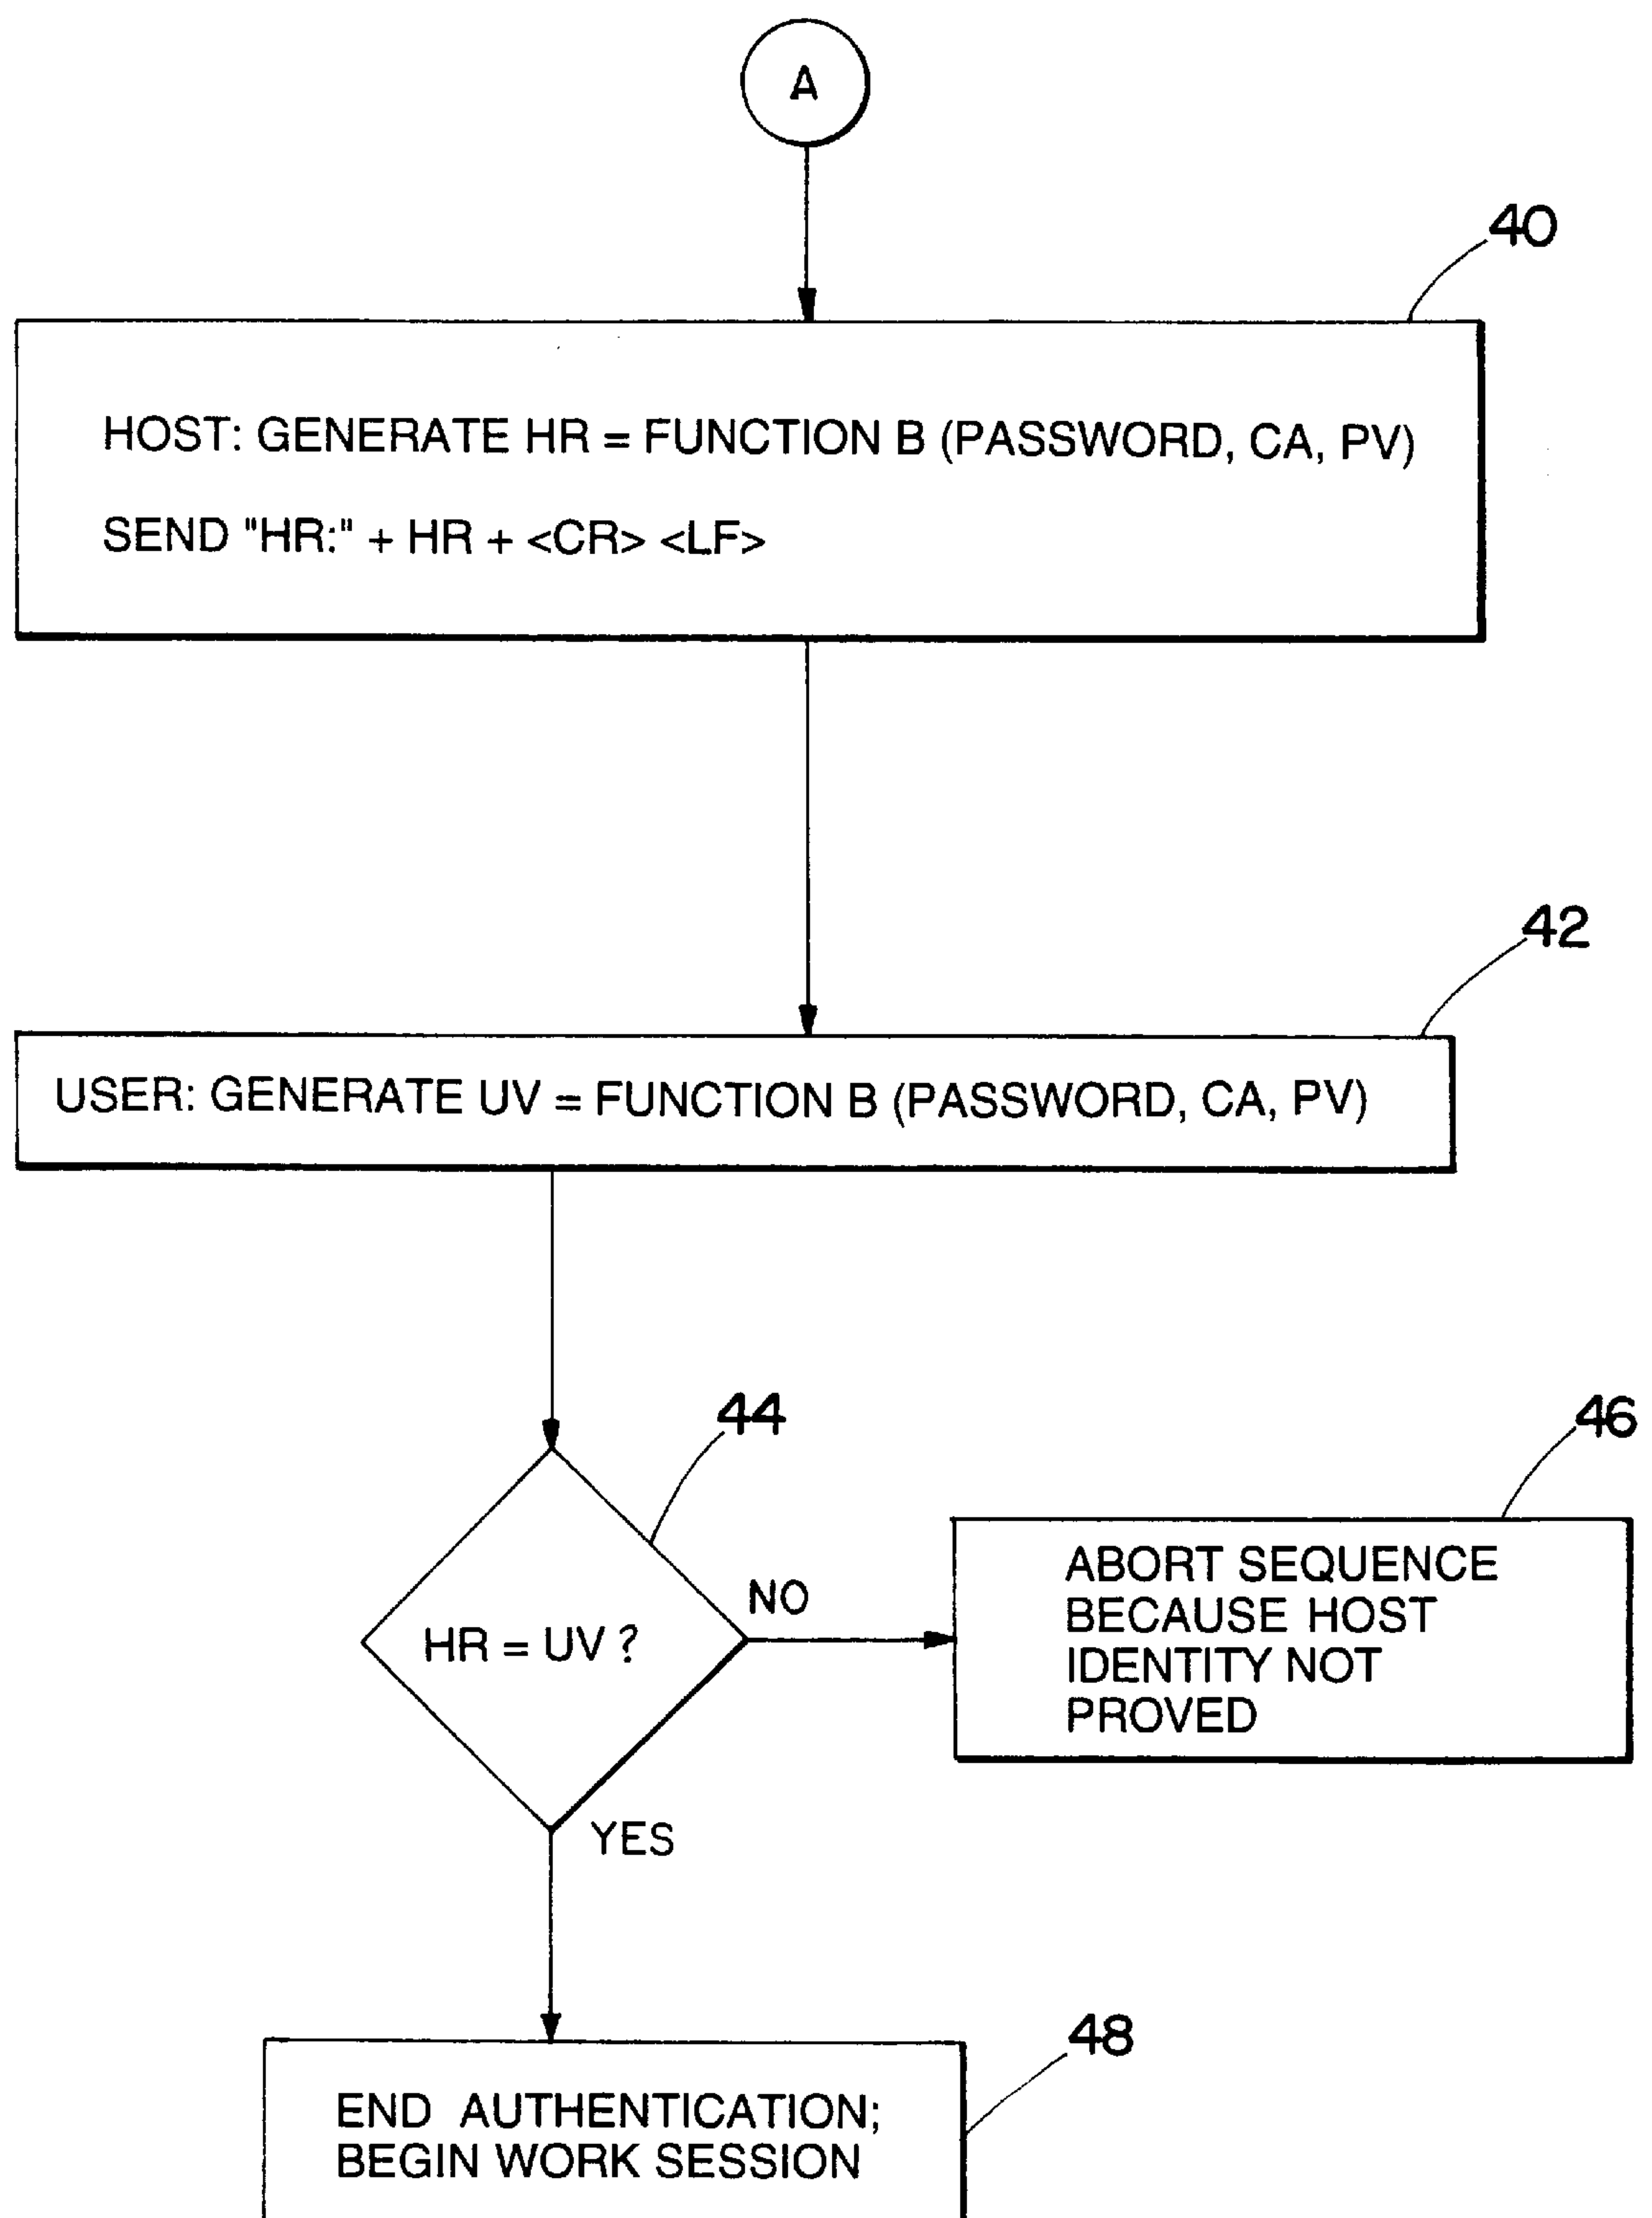 A
40
HOST: GENERATE HR = FUNCTION B (PASSWORD, CA, PV)
SEND "HR:" + HR + <CR> <LF>
42
USER: GENERATE UV = FUNCTION B (PASSWORD, CA, PV)
44
46
HR = UV ?
NO
ABORT SEQUENCE
BECAUSE HOST
IDENTITY NOT
PROVED
YES
48
END AUTHENTICATION;
BEGIN WORK SESSION